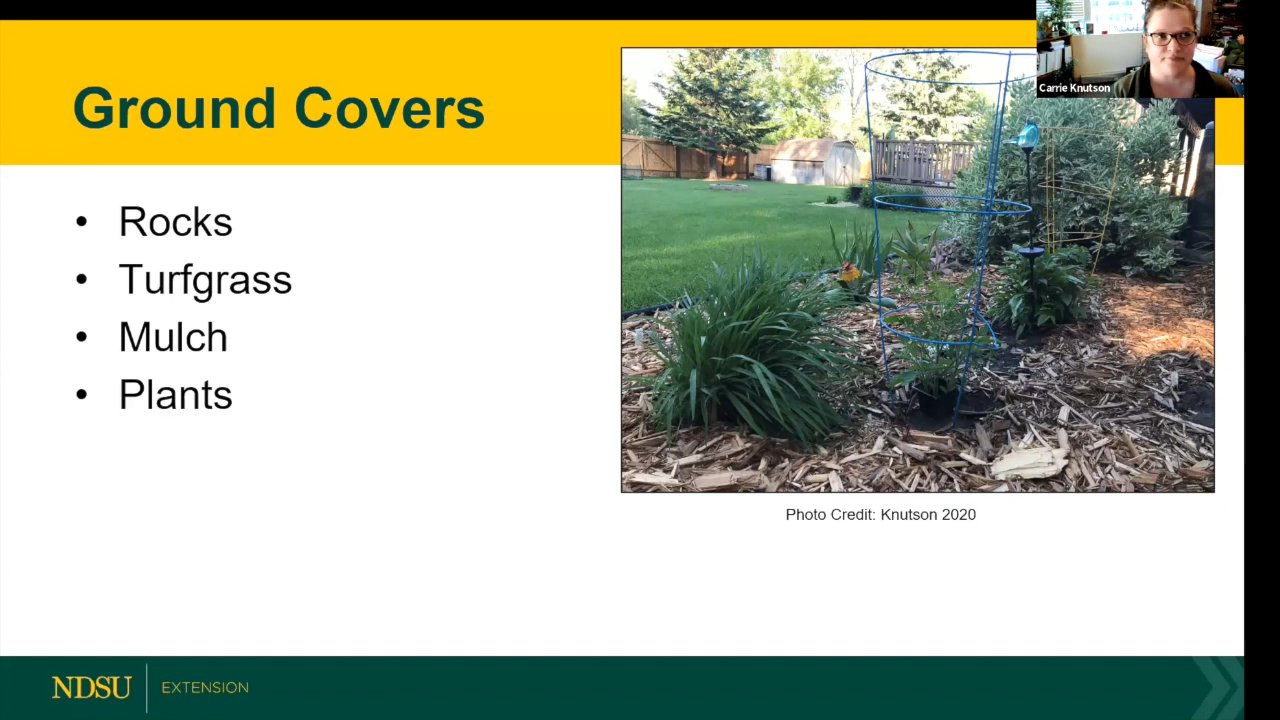 Carrie Knutson
Ground Covers
• Rocks
• Turfgrass
• Mulch
• Plants
Photo Credit: Knutson 2020
NDSU EXTENSION